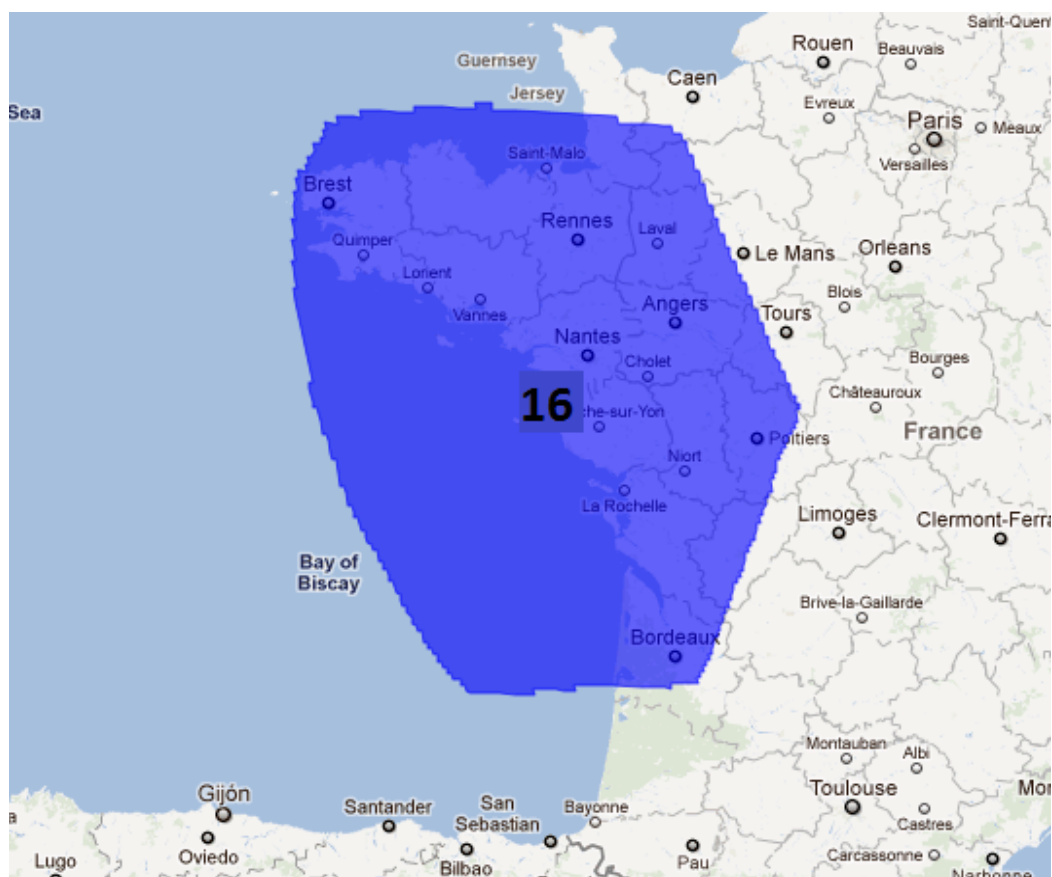 Saint-Quent
Rouen
Beauvais
Guernsey
Caen
Jersey
Sea
Evreux
Paris
Meaux
Versailles
Saint-Malo
Brest
Rennes
Laval
Quimper
Le Mans
Orleans
Lorient
Blois
Vannes
Angers
Tours
Nantes
Cholet
Bourges
Châteauroux
16
che-sur-Yon
France
Poitiers
Niort
La Rochelle
Limoges
Clermont-Ferra
Bay of
Biscay
Brive-la-Gaillarde
Bordeaux
Montauban
Albi
Gijón
Toulouse
Mon
Santander
San
Sebastian
Bayonne
a
Castres
Oviedo
Lugo
Bilbao
Pau
Carcassonne
Narbonne